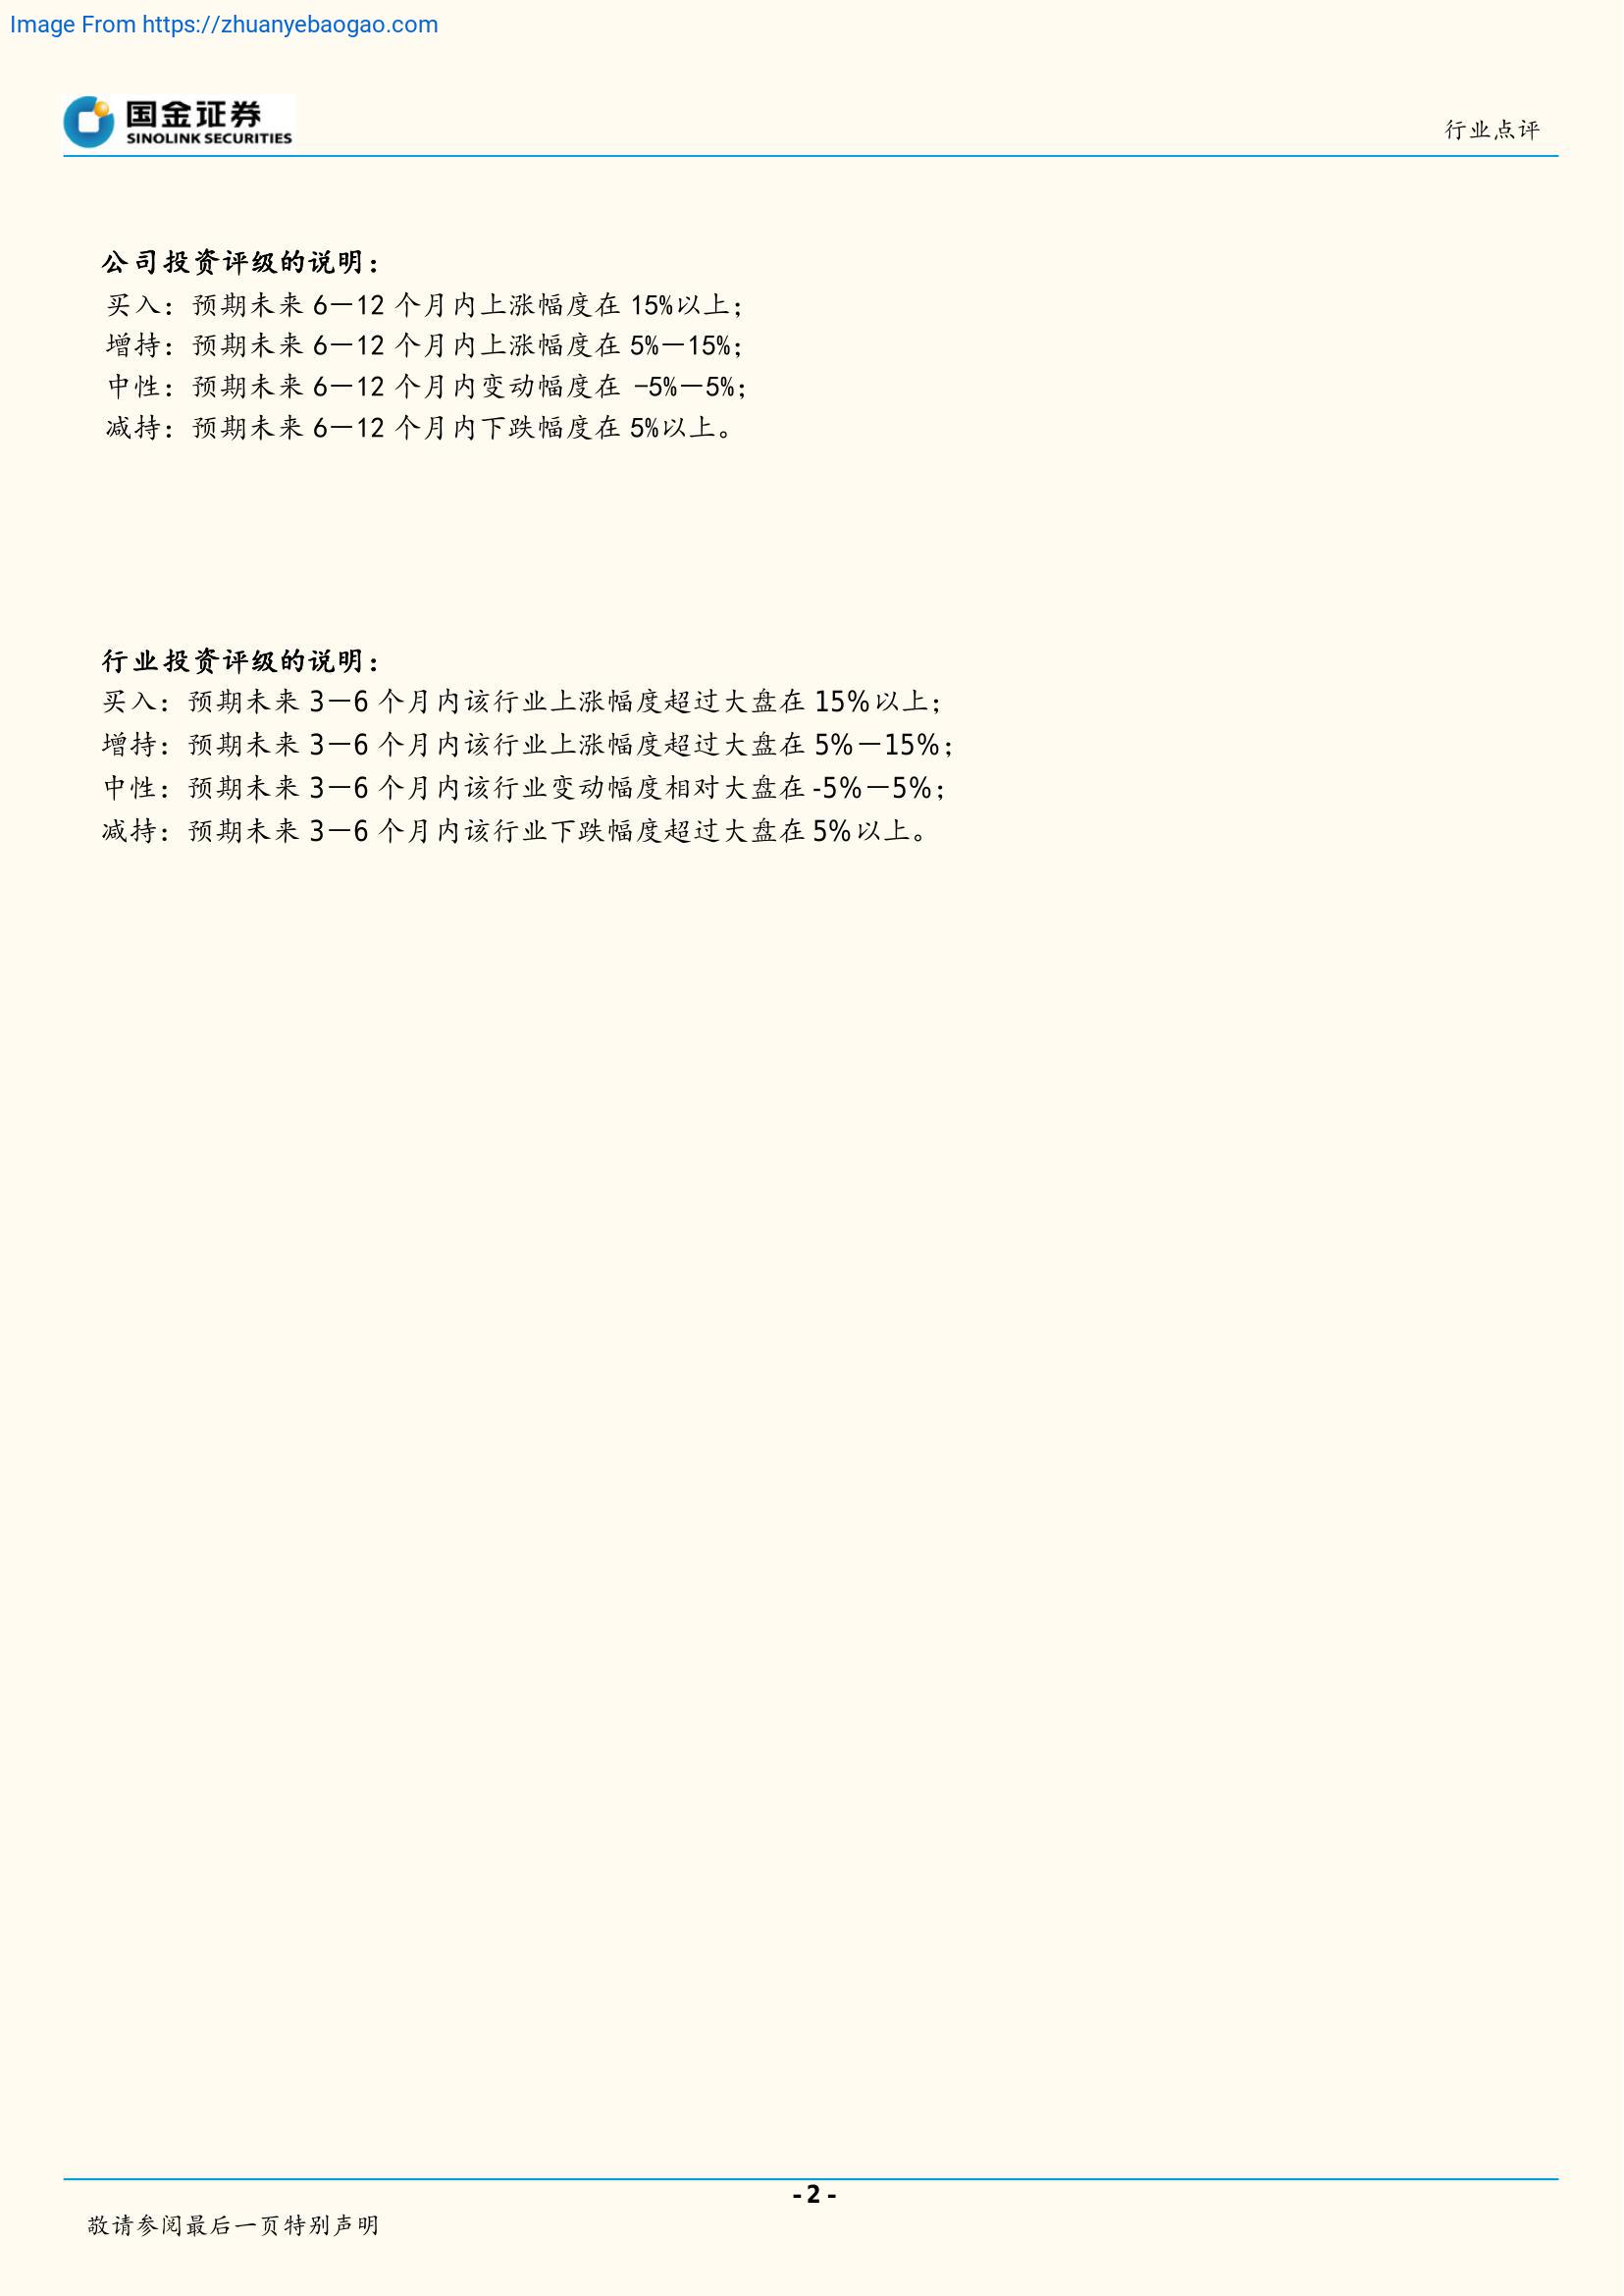 Image From https://zhuanyebaogao.com
国金证券
SINOLINK SECURITIES
行业点评
公司投资评级的说明：
买入：预期未来 6－12 个月内上涨幅度在 15%以上；
增持：预期未来 6－12 个月内上涨幅度在 5%－15%；
中性：预期未来 6－12 个月内变动幅度在 －5%－5%；
减持：预期未来 6－12 个月内下跌幅度在 5%以上。
行业投资评级的说明：
买入：预期未来 3－6 个月内该行业上涨幅度超过大盘在 15%以上；
增持：预期未来 3－6 个月内该行业上涨幅度超过大盘在 5%－15%；
中性：预期未来 3－6 个月内该行业变动幅度相对大盘在 -5%－5%；
减持：预期未来 3－6 个月内该行业下跌幅度超过大盘在 5%以上。
- 2 -
敬请参阅最后一页特别声明